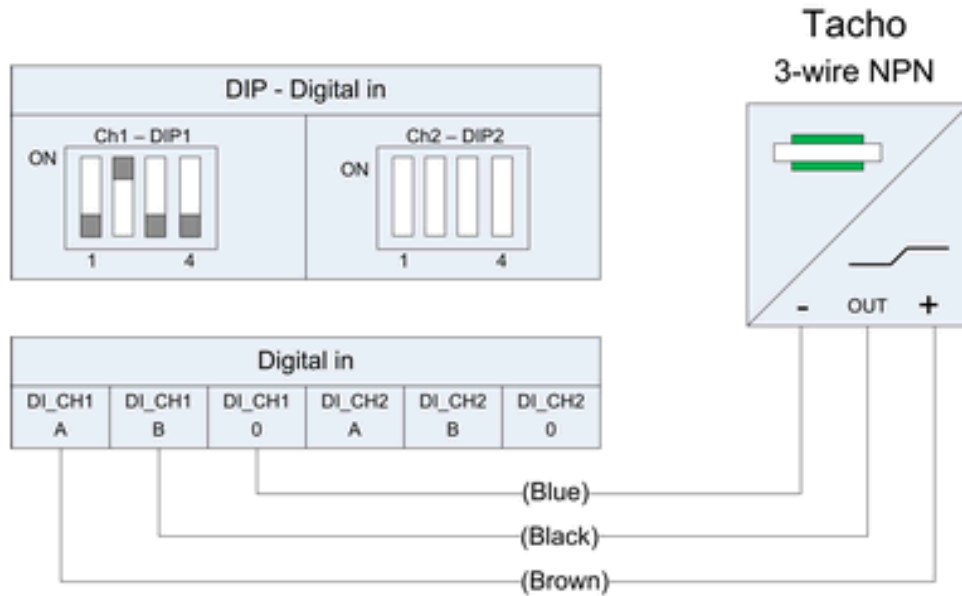 Tacho
3-wire NPN
DIP - Digital in
Ch1 – DIP1
Ch2 – DIP2
ON
ON
1 4
1 4
- OUT +
Digital in
DI_CH1 DI_CH1 DI_CH1 DI_CH2 DI_CH2 DI_CH2
A B 0 A B 0
(Blue)
(Black)
(Brown)